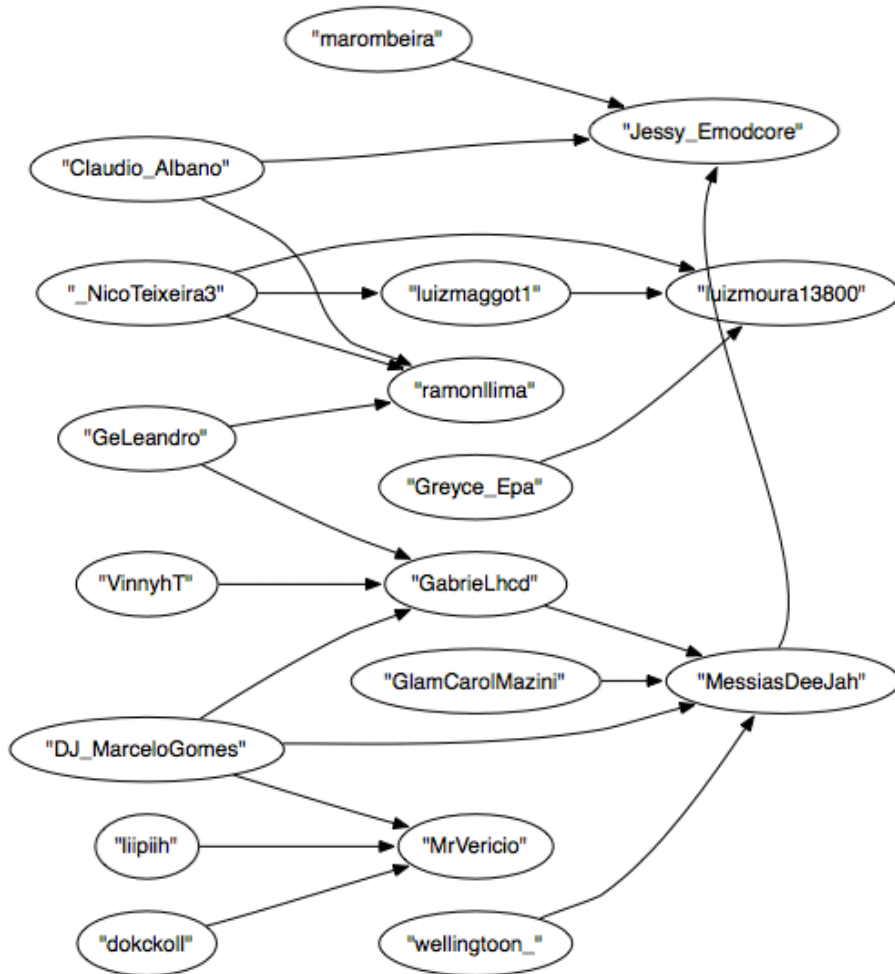 "marombeira"
"Jessy_Emodcore"
"Claudio_Albano"
"_NicoTeixeira3"
"luizmaggot1"
"luizmoura13800"
"ramonllima"
"GeLeandro"
"Greyce_Epa"
"VinnyhT"
"GabrieLhcd"
"GlamCarolMazini"
"MessiasDeeJah"
"DJ_MarceloGomes"
"liipiih"
"MrVericio"
"dokckoll"
"wellingtoon_"